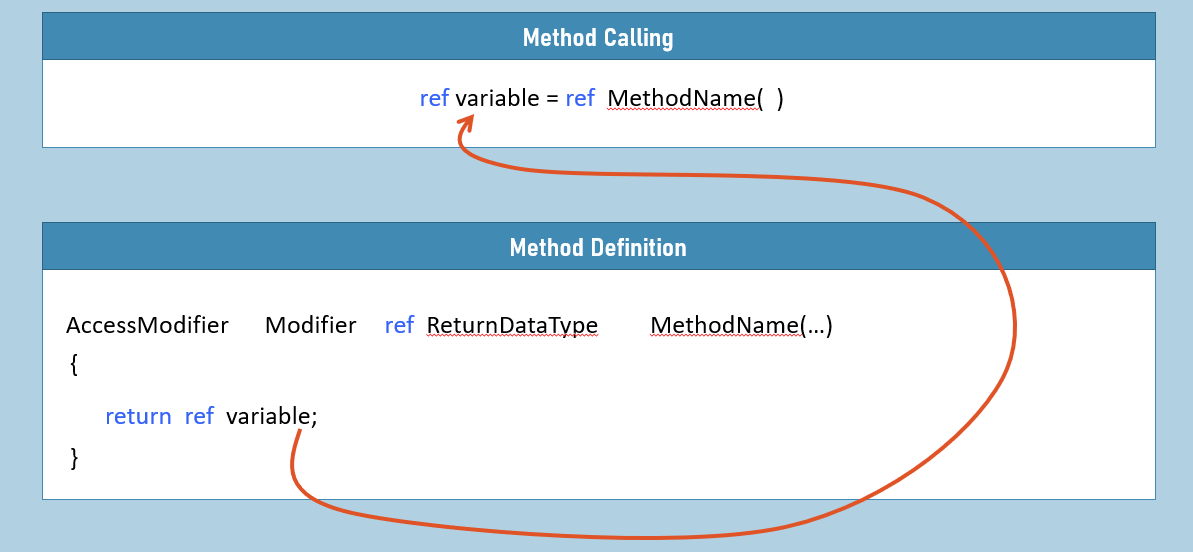 Method Calling
ref variable = ref MethodName( )
Method Definition
AccessModifier Modifier ref ReturnDataType MethodName(...)
{
return ref variable;
}